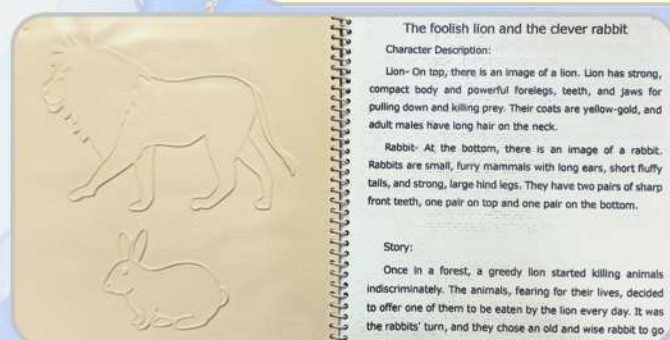 The foolish lion and the clever rabbit
Character Description:
Lion- On top, there is an image of a lion. Lion has strong,
compact body and powerful forelegs, teeth, and jaws for
pulling down and killing prey. Their coats are yellow-gold, and
adult males have long hair on the neck.
Rabbit- At the bottom, there is an image of a rabbit.
Rabbits are small, furry mammals with long ears, short fluffy
tails, and strong, large hind legs. They have two pairs of sharp
front teeth, one pair on top and one pair on the bottom.
Story:
Once in a forest, a greedy lion started killing animals
indiscriminately. The animals, fearing for their lives, decided
to offer one of them to be eaten by the lion every day. It was
the rabbits' turn, and they chose an old and wise rabbit to go